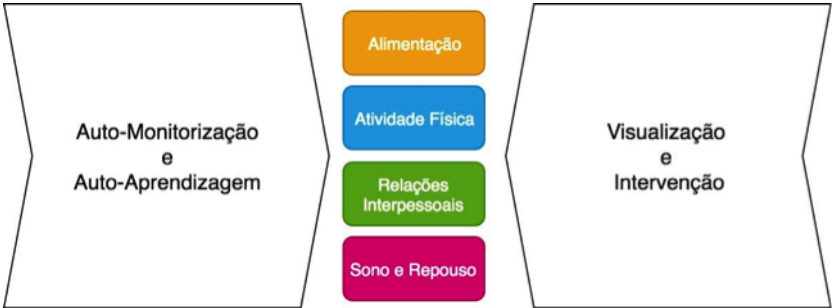 Auto-Monitorização
e
Auto-Aprendizagem
Alimentação
Atividade Física
Relações
Interpessoais
Sono e Repouso
Visualização
e
Intervenção